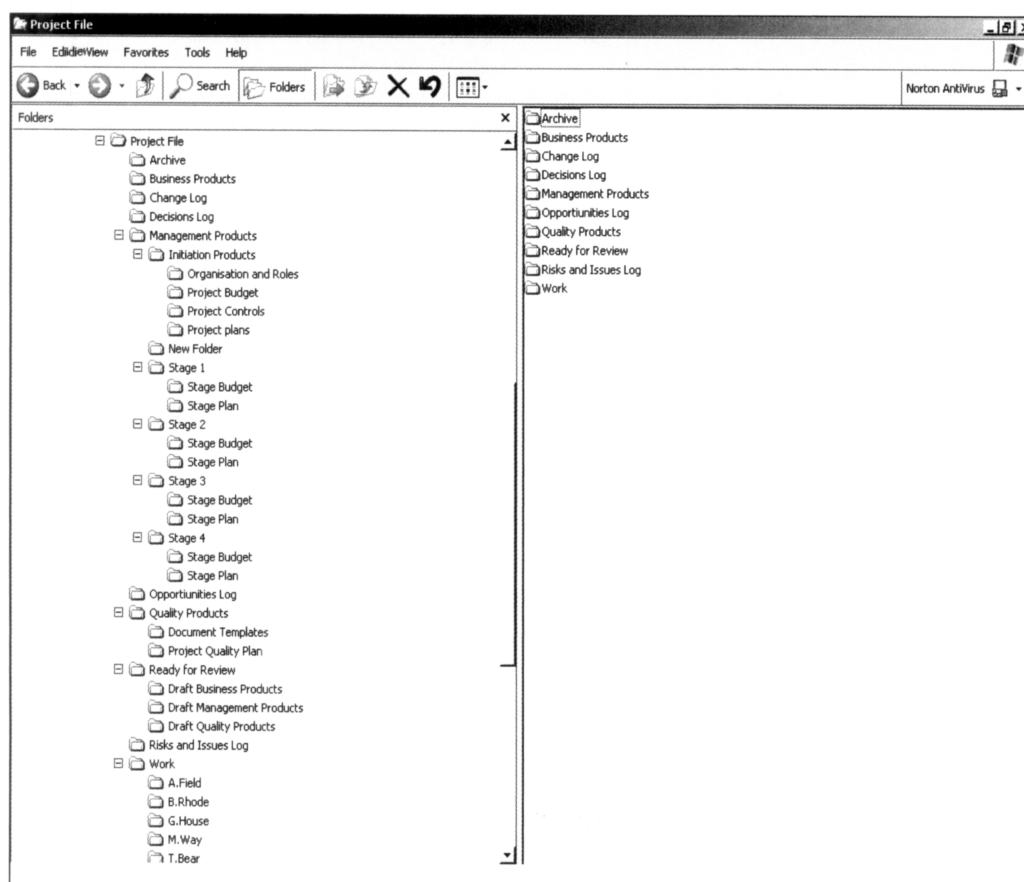 Project File
File EdiidietView Favorites Tools Help
Back Search Folders Norton AntiVirus
Folders
Project File
Archive
Business Products
Change Log
Decisions Log
Management Products
Initiation Products
Organisation and Roles
Project Budget
Project Controls
Project plans
New Folder
Stage 1
Stage Budget
Stage Plan
Stage 2
Stage Budget
Stage Plan
Stage 3
Stage Budget
Stage Plan
Stage 4
Stage Budget
Stage Plan
Opportunities Log
Quality Products
Document Templates
Project Quality Plan
Ready for Review
Draft Business Products
Draft Management Products
Draft Quality Products
Risks and Issues Log
Work
A.Field
B.Rhode
G.House
M.Way
T.Bear
Archive
Business Products
Change Log
Decisions Log
Management Products
Opportunities Log
Quality Products
Ready for Review
Risks and Issues Log
Work